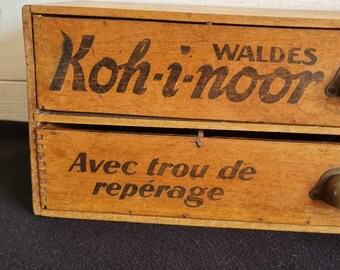 WALDES
Koh-i-noor
Avec trou de
repérage